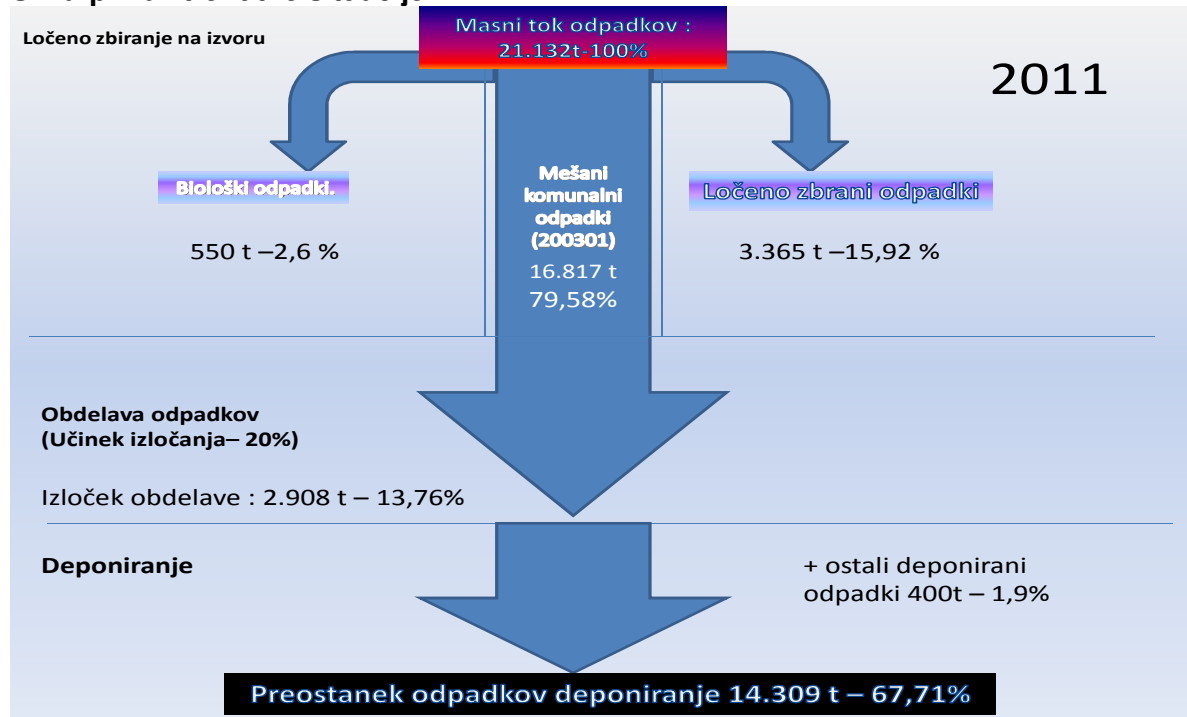 Ločeno zbiranje na izvoru
Masni tok odpadkov :
21.132t-100%
2011
Biološki odpadki.
550 t –2,6 %
Mešani
komunalni
odpadki
(200301)
16.817 t
79,58%
Ločeno zbrani odpadki
3.365 t –15,92 %
Obdelava odpadkov
(Učinek izločanja– 20%)
Izloček obdelave : 2.908 t – 13,76%
Deponiranje
+ ostali deponirani
odpadki 400t – 1,9%
Preostanek odpadkov deponiranje 14.309 t – 67,71%